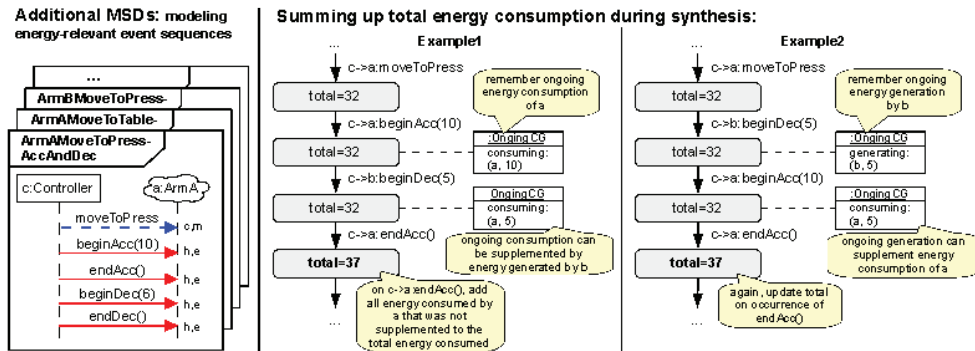 Additional MSDs: modeling
energy-relevant event sequences
...
ArmBMoveToPress-
ArmAMoveToTable-
ArmAMoveToPress-
AccAndDec
c:Controller
a:ArmA
moveToPress
c,m
beginAcc(10)
h,e
endAcc()
h,e
beginDec(6)
h,e
endDec()
h,e
Summing up total energy consumption during synthesis:
Example1
...
c->a:moveToPress
remember ongoing
energy consumption
of a
total=32
c->a:beginAcc(10)
:OngingCG
consuming:
(a, 10)
total=32
c->b:beginDec(5)
:OngingCG
consuming:
(a, 5)
total=32
c->a:endAcc()
ongoing consumption can
be supplemented by
energy generated by b
total=37
on c->a:endAcc(), add
all energy consumed by
a that was not
supplemented to the
total energy consumed
...
Example2
...
c->a:moveToPress
remember ongoing
energy generation
by b
total=32
c->b:beginDec(5)
:OngingCG
generating:
(b, 5)
total=32
c->a:beginAcc(10)
:OngingCG
consuming:
(a, 5)
total=32
c->a:endAcc()
ongoing generation can
supplement energy
consumption of a
total=37
again, update total
on occurrence of
endAcc()
...